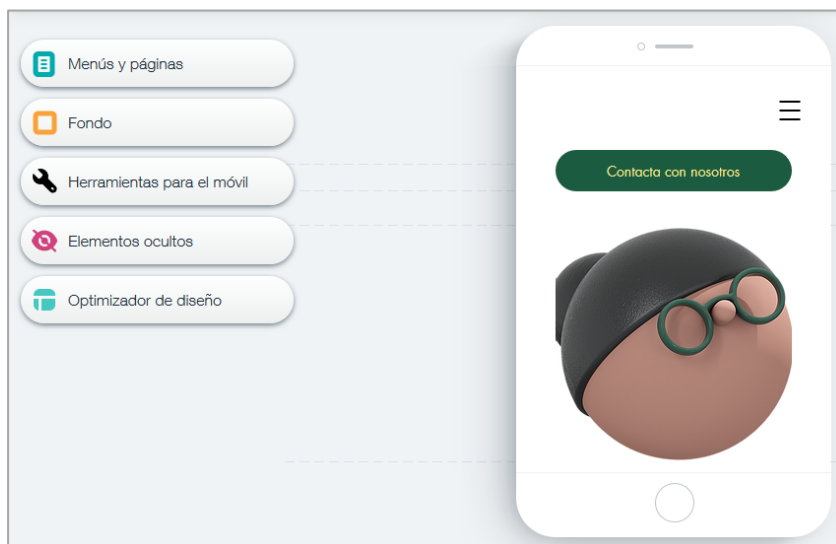 Menús y páginas
Fondo
Herramientas para el móvil
Elementos ocultos
Optimizador de diseño
Contacta con nosotros